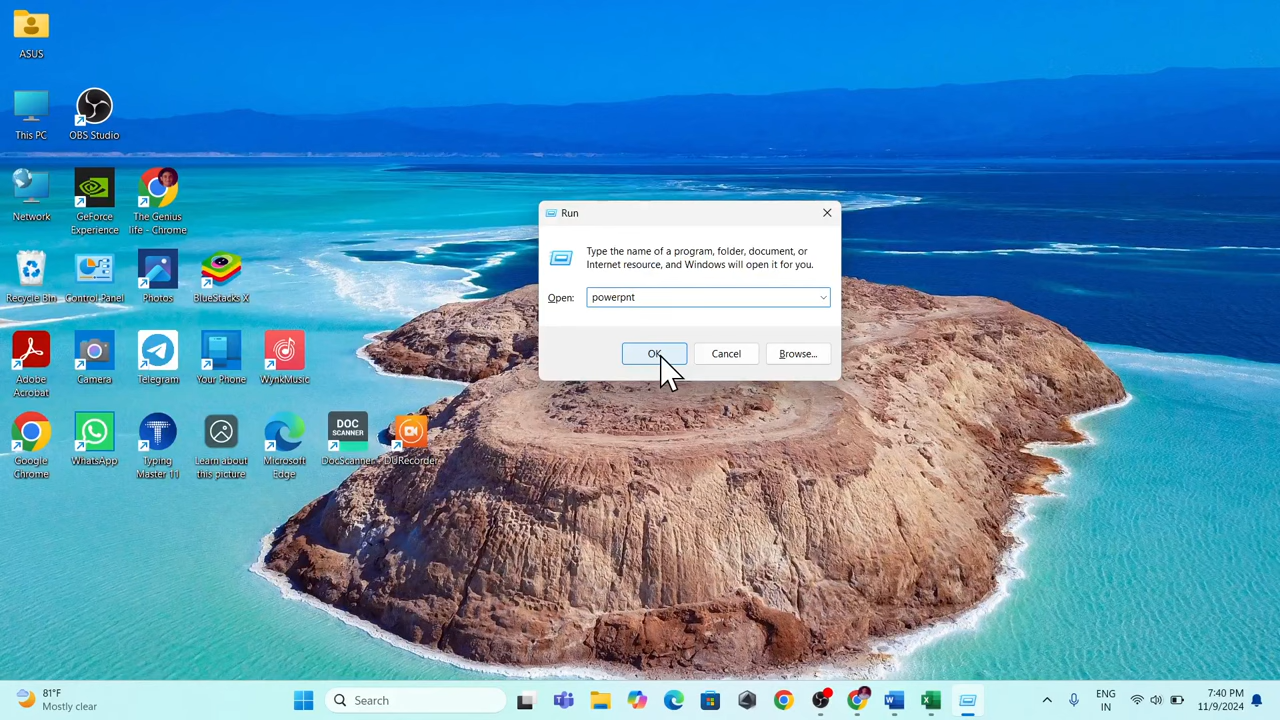 ASUS
This PC
OBS Studio
Network
GeForce
Experience
The Genius
life - Chrome
Recycle Bin
Control Panel
Photos
BlueStacks X
Adobe
Acrobat
Camera
Telegram
Your Phone
WynkMusic
DOC
SCANNER
Google
Chrome
WhatsApp
Typing
Master 11
Learn about
this picture
Microsoft
Edge
DocScanner...
DURecorder
Run
Type the name of a program, folder, document, or
Internet resource, and Windows will open it for you.
Open: powerpnt
OK
Cancel
Browse...
81°F
Mostly clear
Search
ENG
IN
7:40 PM
11/9/2024